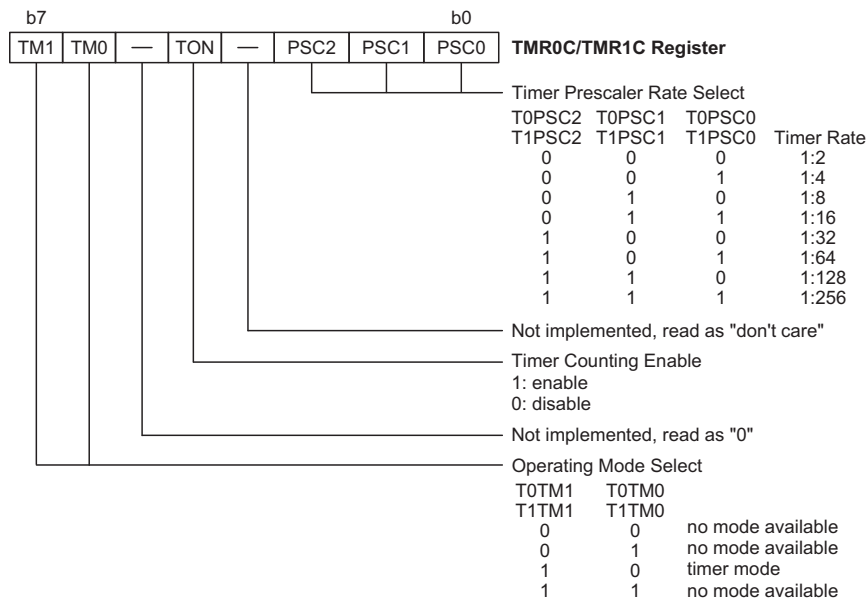 b7 b0
TM1 TM0 — TON — PSC2 PSC1 PSC0 TMR0C/TMR1C Register
Timer Prescaler Rate Select
T0PSC2 T0PSC1 T0PSC0
T1PSC2 T1PSC1 T1PSC0 Timer Rate
0 0 0 1:2
0 0 1 1:4
0 1 0 1:8
0 1 1 1:16
1 0 0 1:32
1 0 1 1:64
1 1 0 1:128
1 1 1 1:256
Not implemented, read as "don't care"
Timer Counting Enable
1: enable
0: disable
Not implemented, read as "0"
Operating Mode Select
T0TM1 T0TM0
T1TM1 T1TM0
0 0 no mode available
0 1 no mode available
1 0 timer mode
1 1 no mode available